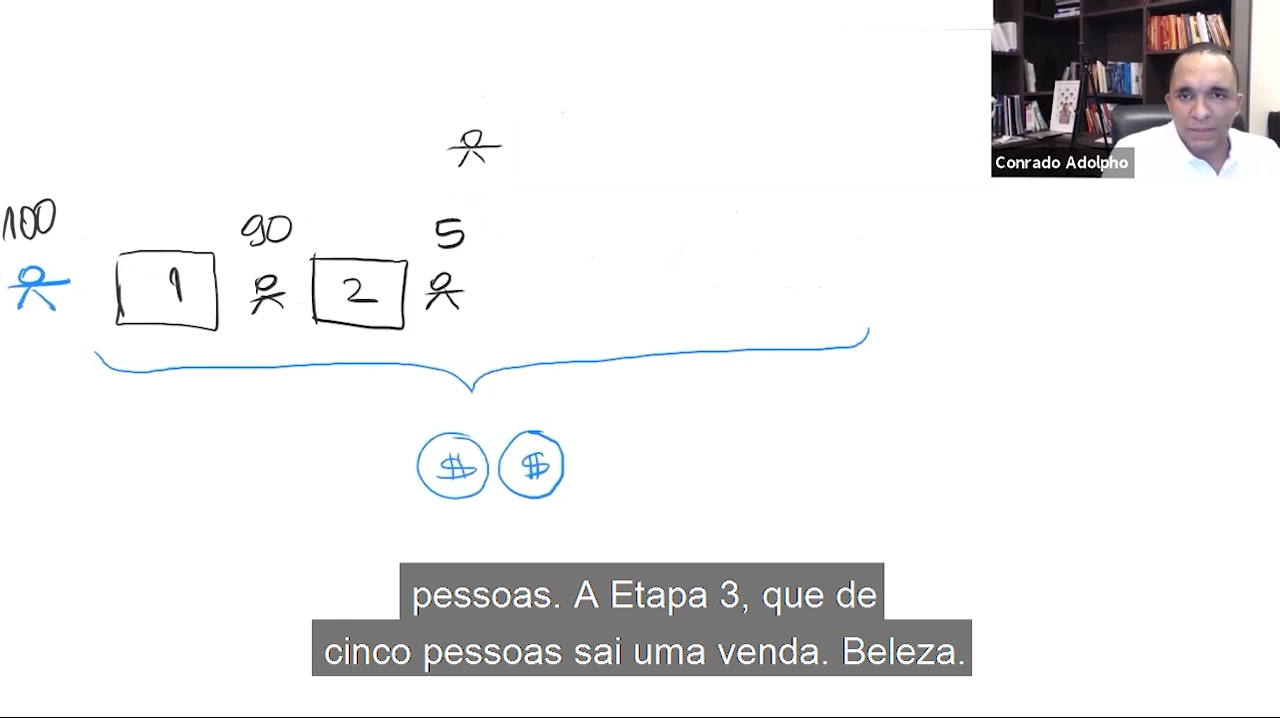 Conrado Adolpho
100
90
5
1
2
$ $
pessoas. A Etapa 3, que de
cinco pessoas sai uma venda. Beleza.